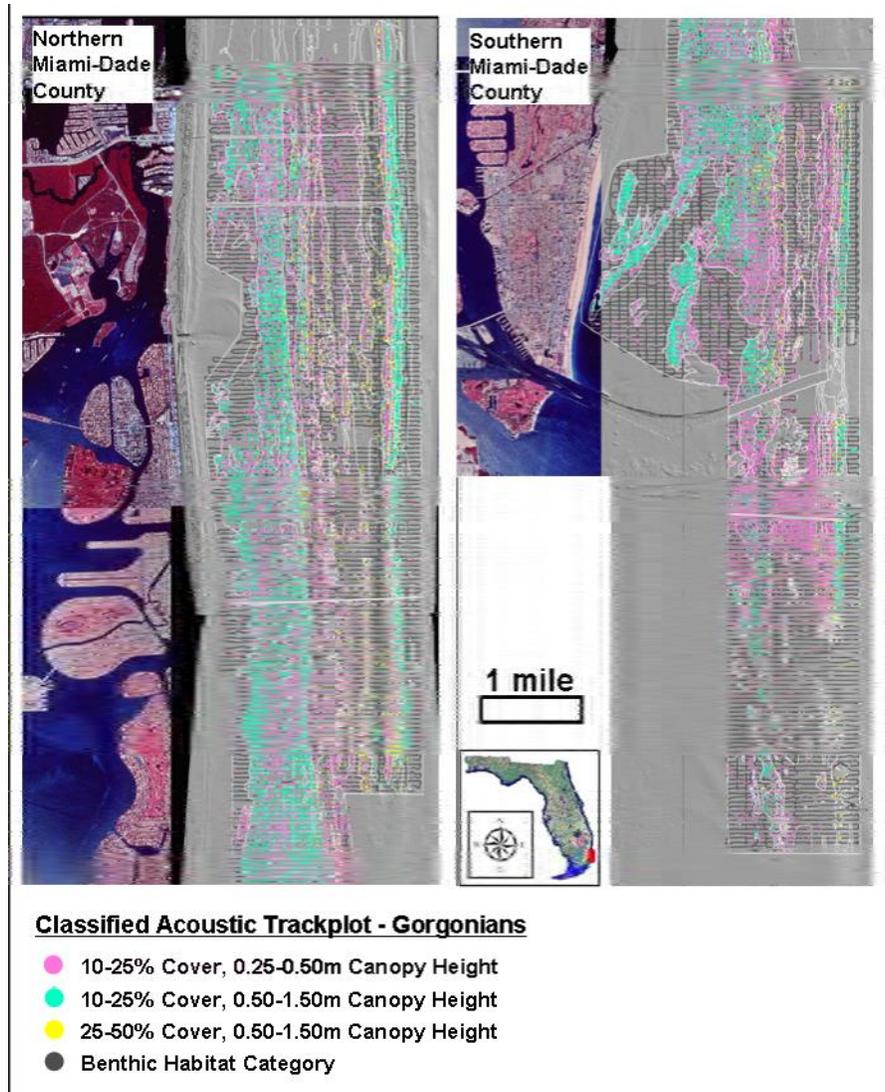 Northern
Miami-Dade
County
Southern
Miami-Dade
County
1 mile
Classified Acoustic Trackplot - Gorgonians
10-25% Cover, 0.25-0.50m Canopy Height
10-25% Cover, 0.50-1.50m Canopy Height
25-50% Cover, 0.50-1.50m Canopy Height
Benthic Habitat Category